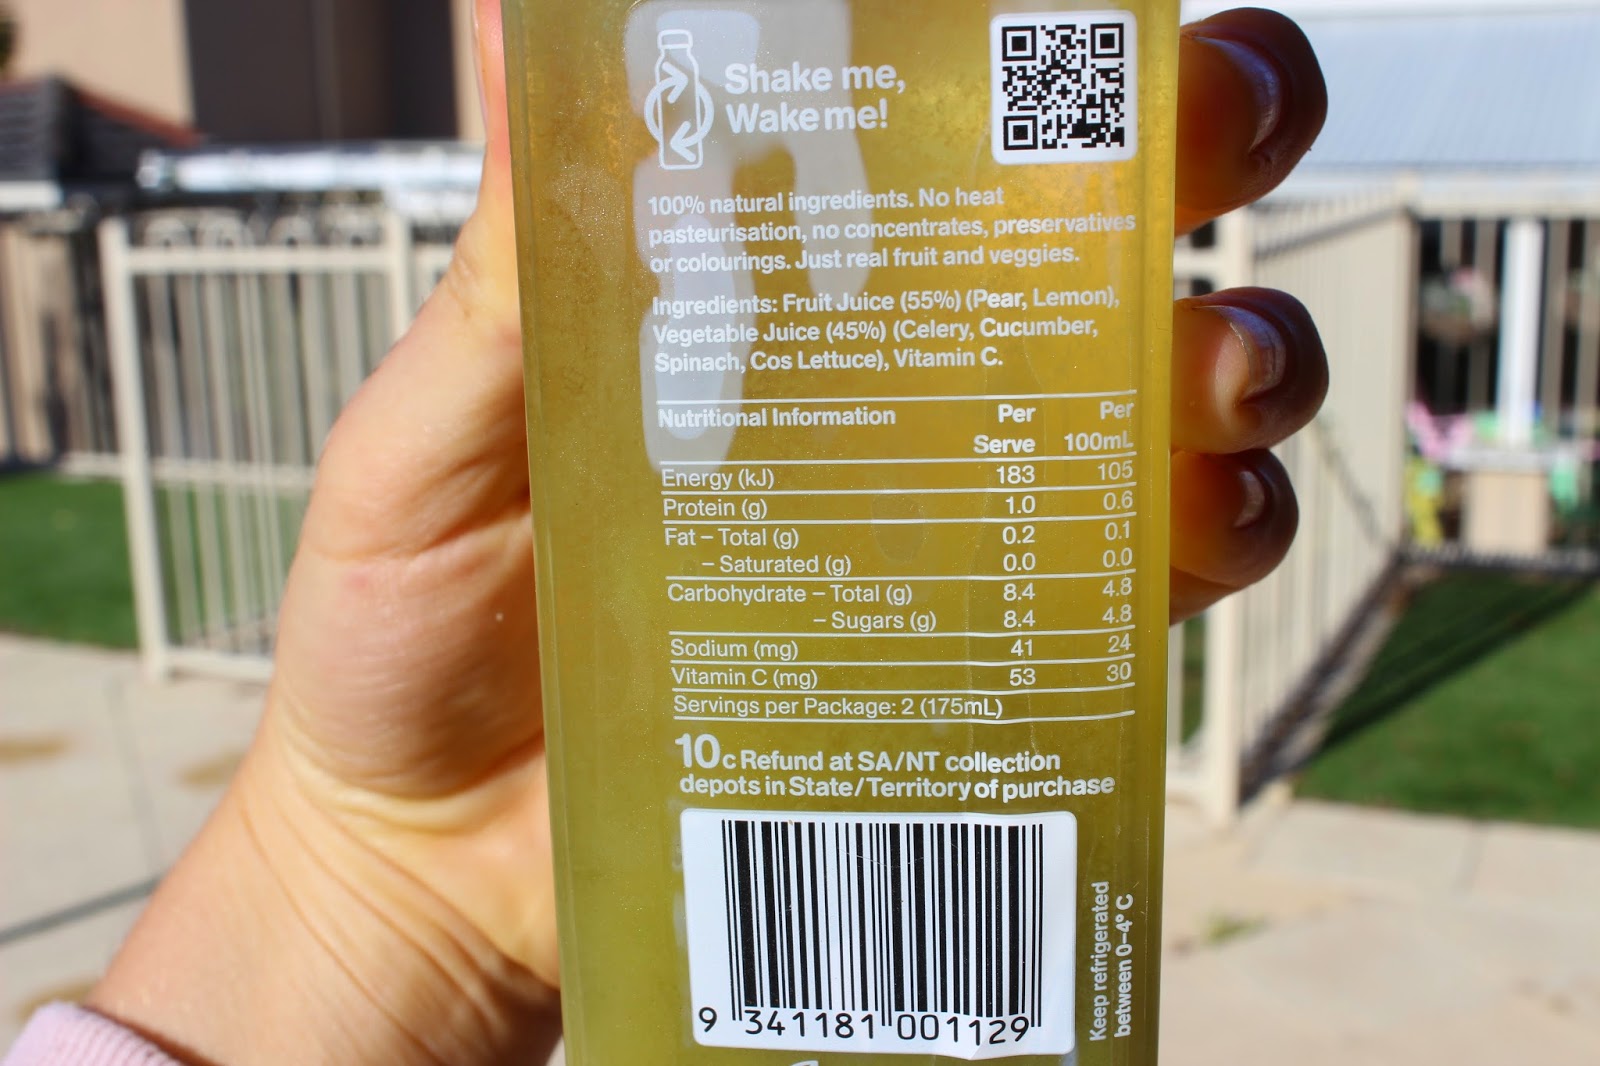 Shake me,
Wake me!
100% natural ingredients. No heat
pasteurisation, no concentrates, preservatives
or colourings. Just real fruit and veggies.
Ingredients: Fruit Juice (55%) (Pear, Lemon),
Vegetable Juice (45%) (Celery, Cucumber,
Spinach, Cos Lettuce), Vitamin C.
Nutritional Information Per Serve Per 100mL
Energy (kJ) 183 105
Protein (g) 1.0 0.6
Fat – Total (g) 0.2 0.1
– Saturated (g) 0.0 0.0
Carbohydrate – Total (g) 8.4 4.8
– Sugars (g) 8.4 4.8
Sodium (mg) 41 24
Vitamin C (mg) 53 30
Servings per Package: 2 (175mL)
10c Refund at SA/NT collection
depots in State/Territory of purchase
9 341181 001129
Keep refrigerated
between 0–4° C